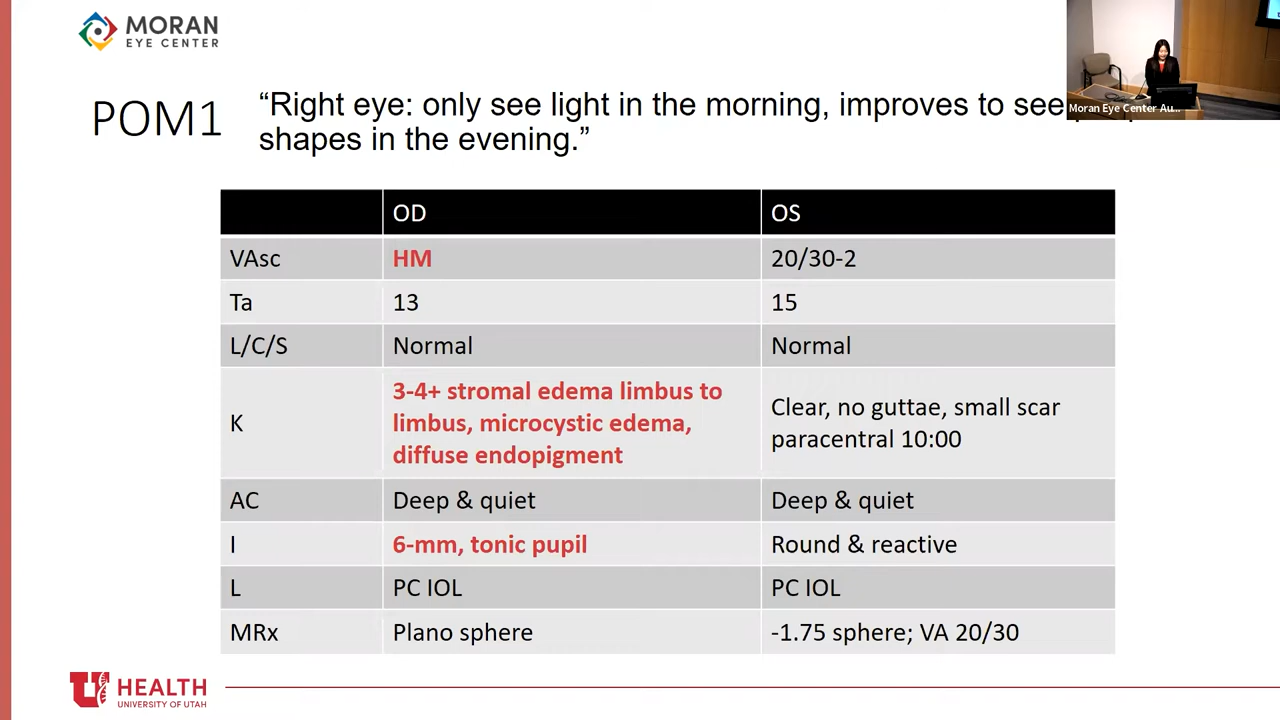 MORAN
EYE CENTER
POM1
“Right eye: only see light in the morning, improves to see
shapes in the evening.”
Moran Eye Center Au...
OD OS
VAsc HM 20/30-2
Ta 13 15
L/C/S Normal Normal
K 3-4+ stromal edema limbus to
limbus, microcystic edema,
diffuse endopigment
Clear, no guttae, small scar
paracentral 10:00
AC Deep & quiet Deep & quiet
I 6-mm, tonic pupil Round & reactive
L PC IOL PC IOL
MRx Plano sphere -1.75 sphere; VA 20/30
U HEALTH
UNIVERSITY OF UTAH